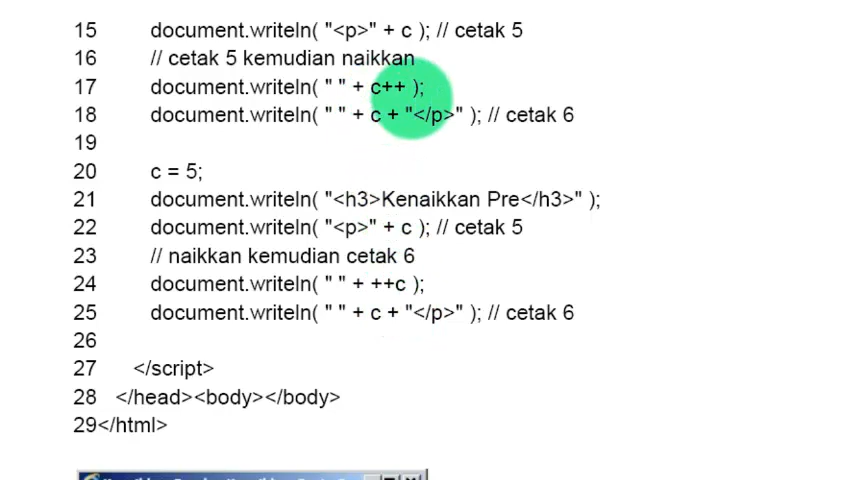 15 document.writeln( "<p>" + c ); // cetak 5
16 // cetak 5 kemudian naikkan
17 document.writeln( " " + c++ );
18 document.writeln( " " + c + "</p>" ); // cetak 6
19
20 c = 5;
21 document.writeln( "<h3>Kenaikkan Pre</h3>" );
22 document.writeln( "<p>" + c ); // cetak 5
23 // naikkan kemudian cetak 6
24 document.writeln( " " + ++c );
25 document.writeln( " " + c + "</p>" ); // cetak 6
26
27 </script>
28 </head><body></body>
29</html>